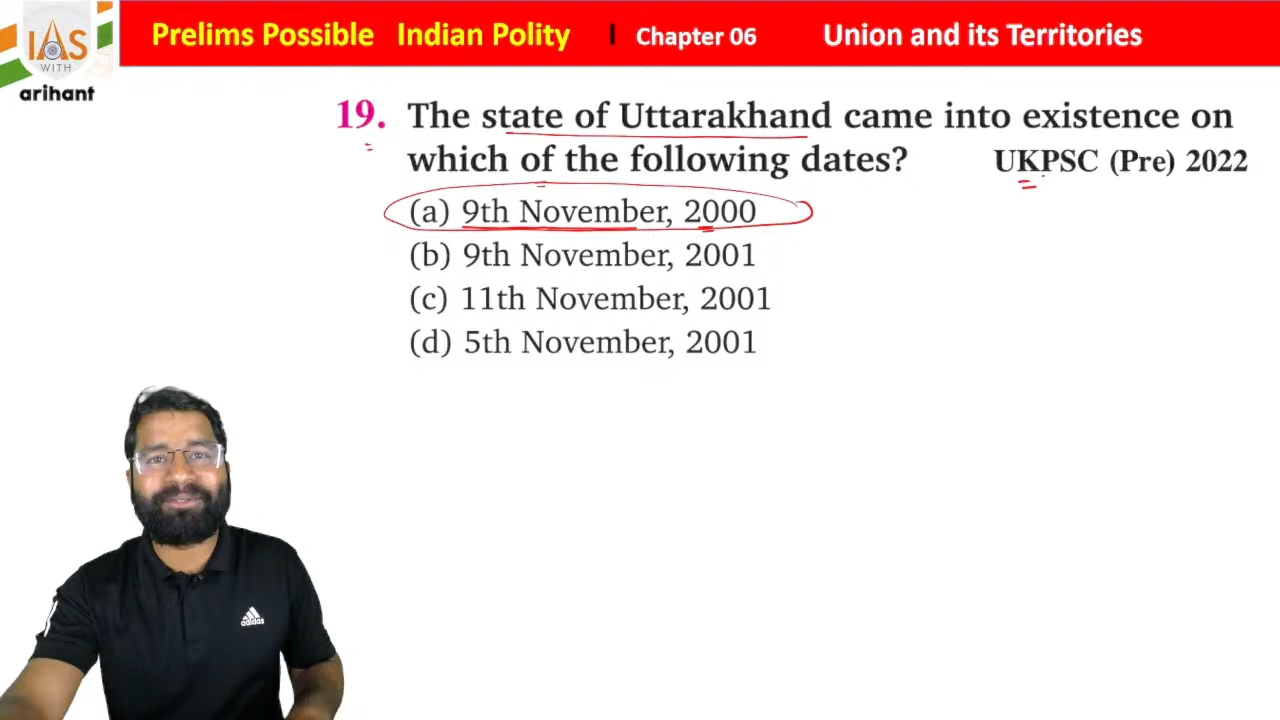 IAS
WITH
arihant
Prelims Possible Indian Polity | Chapter 06 Union and its Territories
19. The state of Uttarakhand came into existence on
which of the following dates? UKPSC (Pre) 2022
(a) 9th November, 2000
(b) 9th November, 2001
(c) 11th November, 2001
(d) 5th November, 2001
adidas